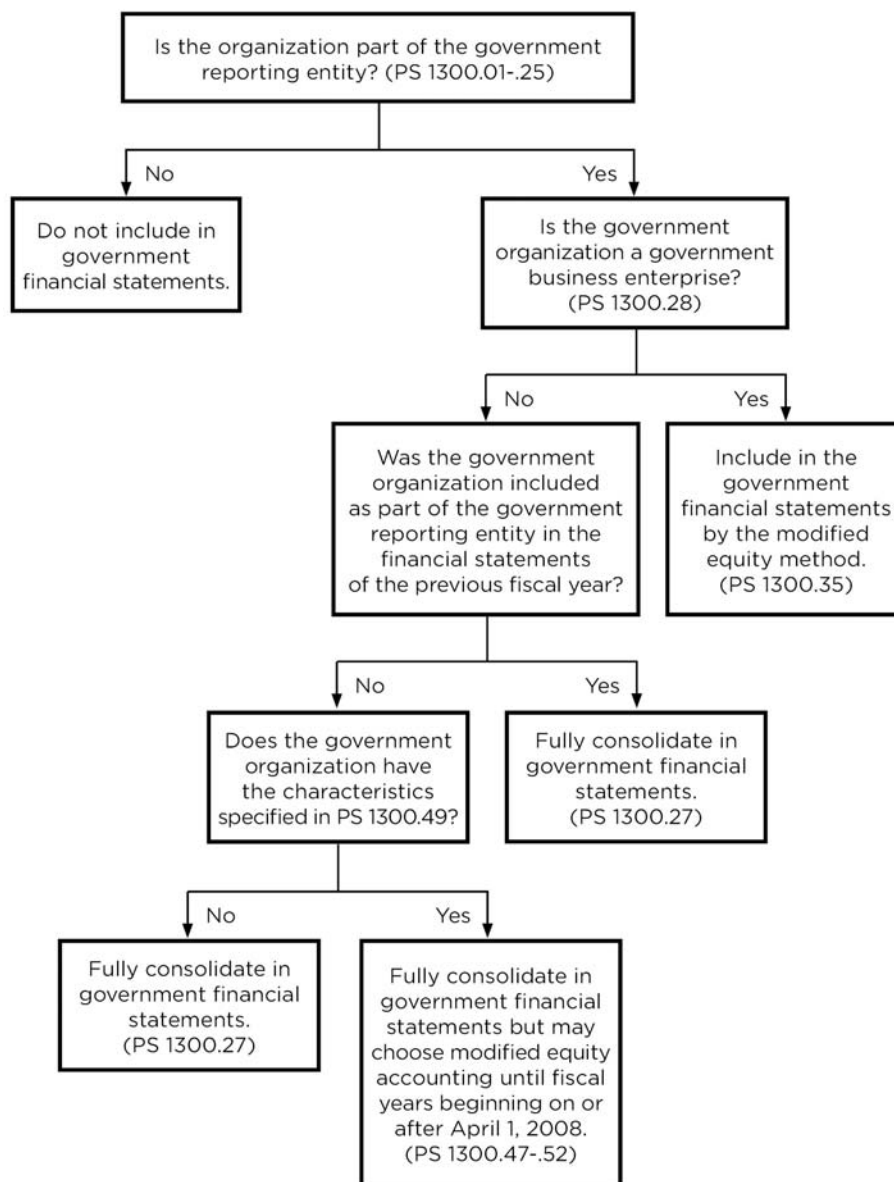 Is the organization part of the government
reporting entity? (PS 1300.01-.25)
No
Yes
Do not include in
government
financial statements.
Is the government
organization a government
business enterprise?
(PS 1300.28)
No
Yes
Was the government
organization included
as part of the government
reporting entity in the
financial statements
of the previous fiscal year?
Include in the
government
financial statements
by the modified
equity method.
(PS 1300.35)
No
Yes
Does the government
organization have
the characteristics
specified in PS 1300.49?
Fully consolidate in
government financial
statements.
(PS 1300.27)
No
Yes
Fully consolidate in
government financial
statements.
(PS 1300.27)
Fully consolidate in
government financial
statements but may
choose modified equity
accounting until fiscal
years beginning on or
after April 1, 2008.
(PS 1300.47-.52)